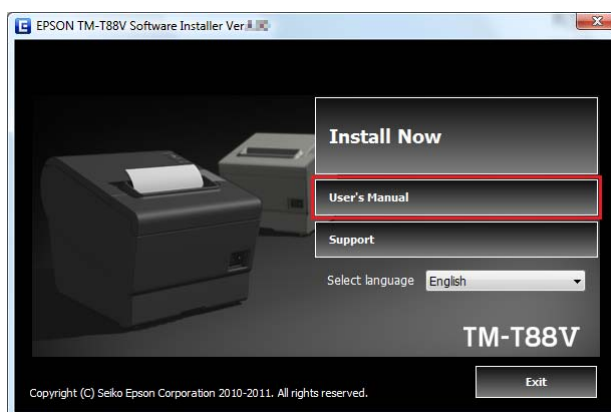 EPSON TM-T88V Software Installer Ver
Install Now
User's Manual
Support
Select language English
TM-T88V
Copyright (C) Seiko Epson Corporation 2010-2011. All rights reserved.
Exit